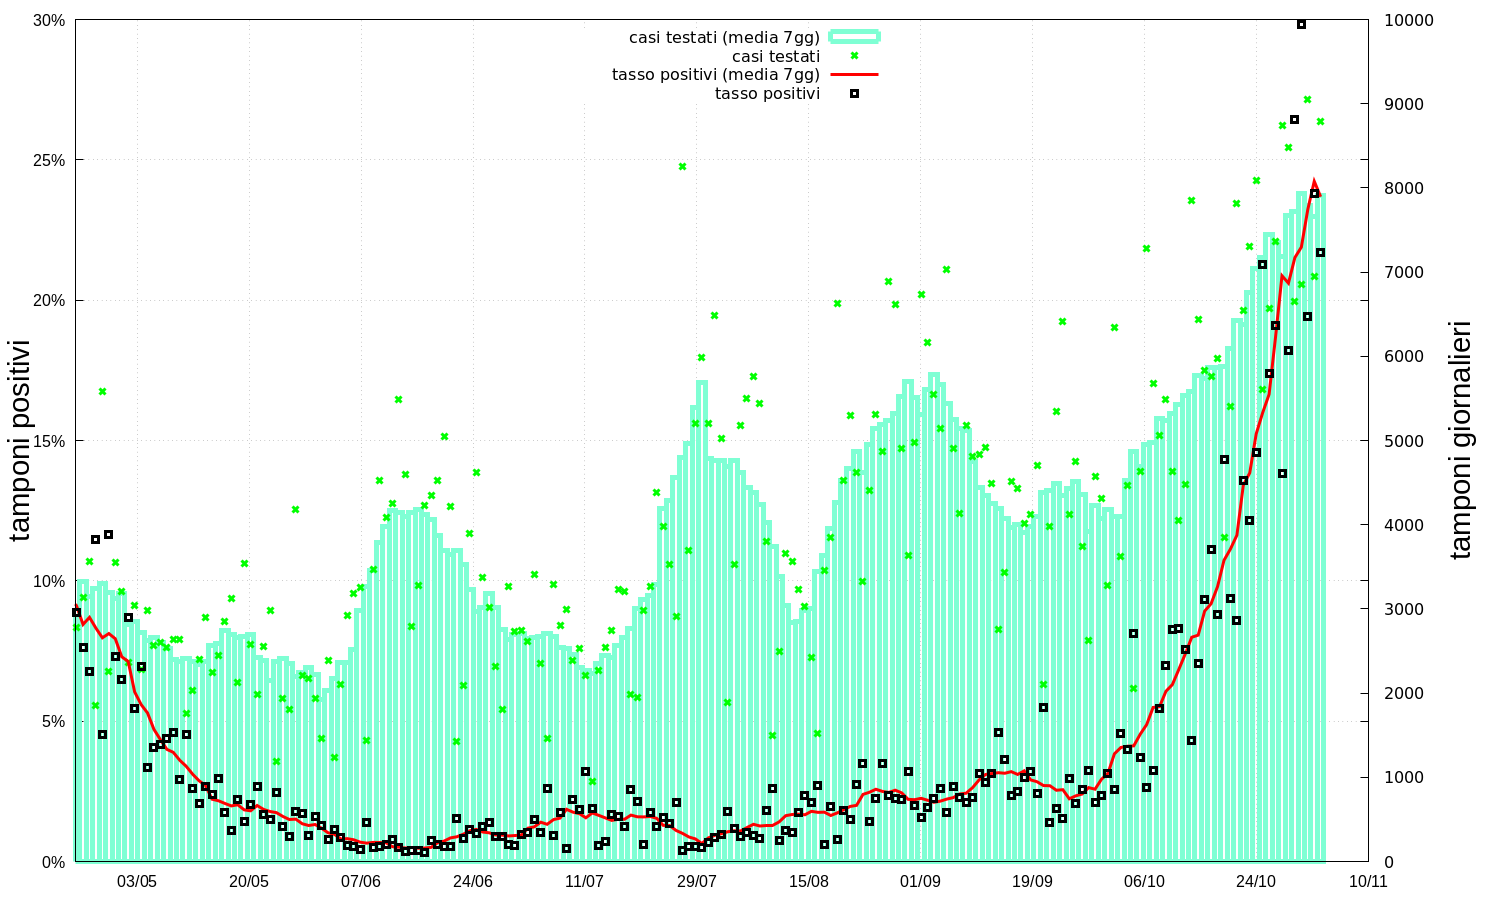 casi testati (media 7gg)
casi testati
tasso positivi (media 7gg)
tasso positivi
30%
25%
20%
15%
10%
5%
0%
tamponi positivi
10000
9000
8000
7000
6000
5000
4000
3000
2000
1000
0
tamponi giornalieri
03/05 20/05 07/06 24/06 11/07 29/07 15/08 01/09 19/09 06/10 24/10 10/11